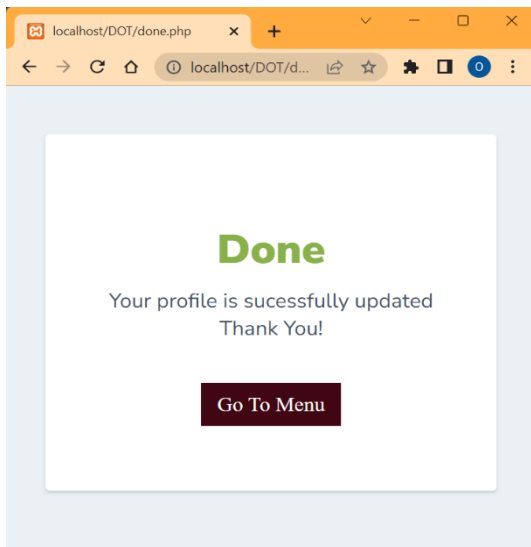 localhost/DOT/done.php
localhost/DOT/d...
O
Done
Your profile is sucessfully updated
Thank You!
Go To Menu